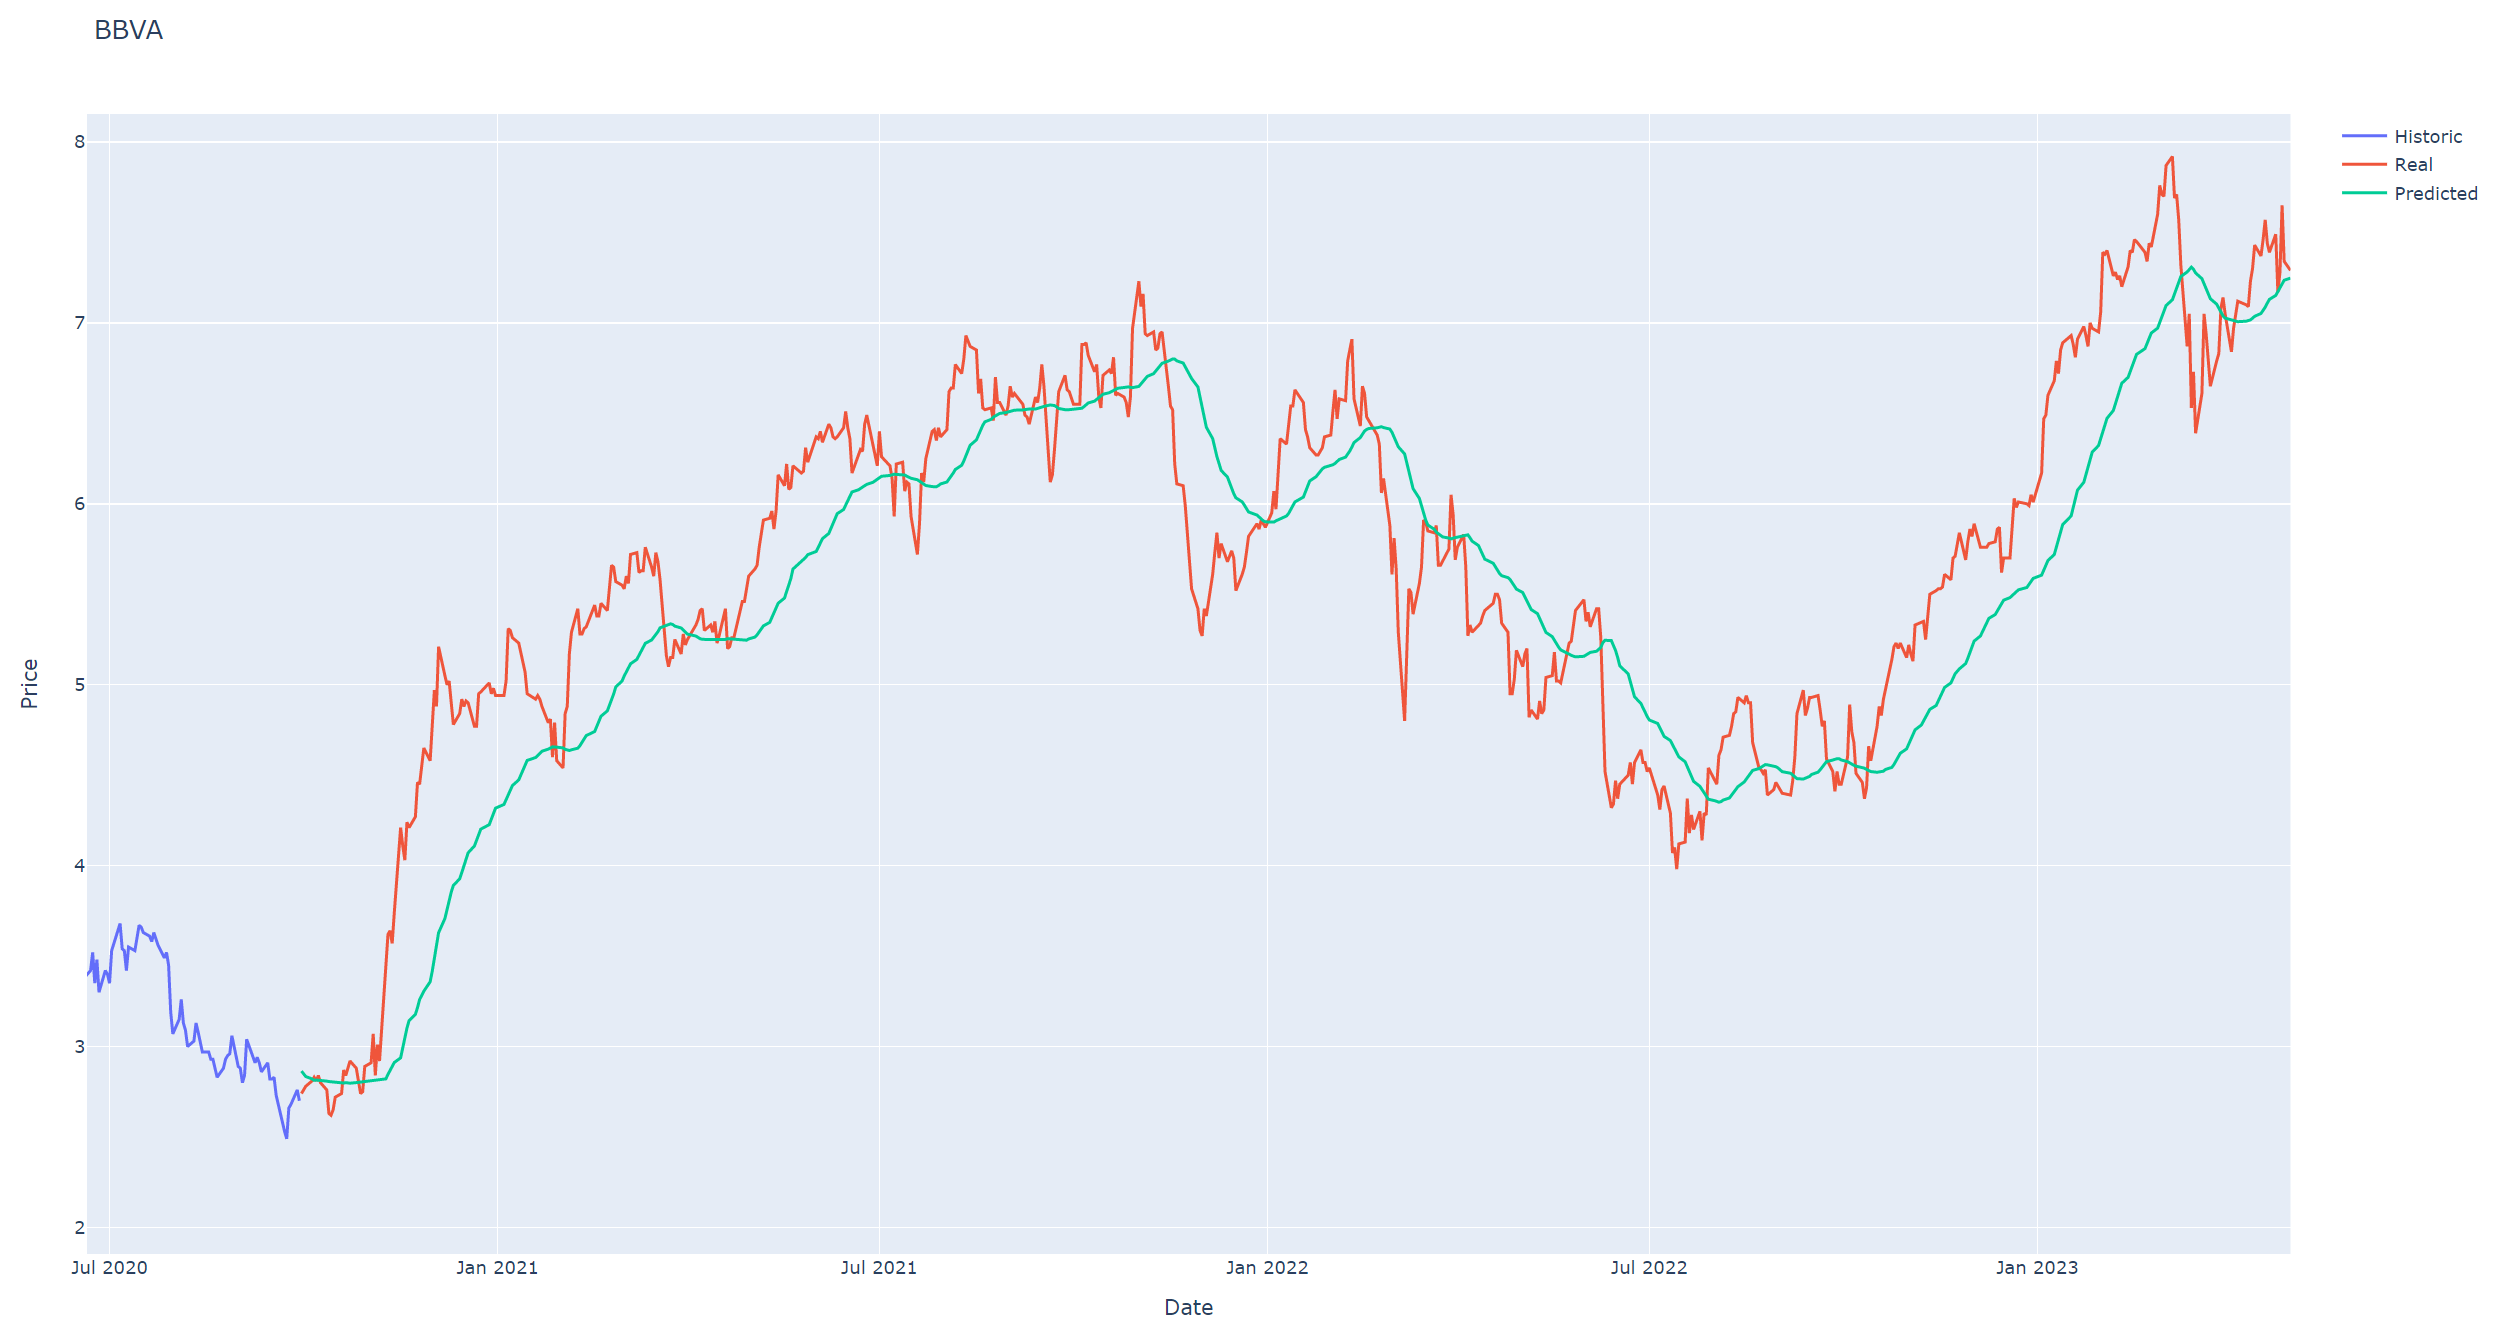 BBVA
Historic
Real
Predicted
8
7
6
5
4
3
2
Price
Jul 2020
Jan 2021
Jul 2021
Jan 2022
Jul 2022
Jan 2023
Date